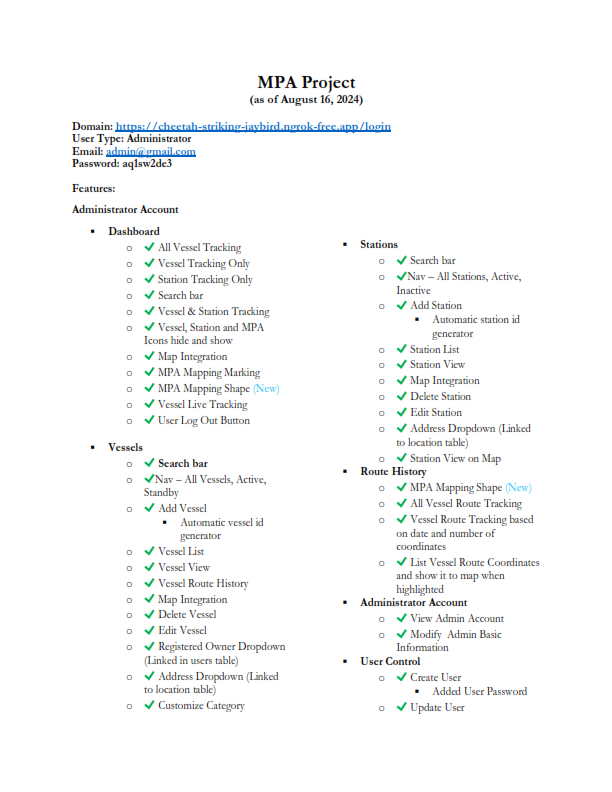 MPA Project
(as of August 16, 2024)
Domain: https://cheetah-striking-jaybird.ngrok-free.app/login
User Type: Administrator
Email: admin@gmail.com
Password: aq1sw2de3
Features:
Administrator Account
▪ Dashboard
o ✔ All Vessel Tracking
o ✔ Vessel Tracking Only
o ✔ Station Tracking Only
o ✔ Search bar
o ✔ Vessel & Station Tracking
o ✔ Vessel, Station and MPA
Icons hide and show
o ✔ Map Integration
o ✔ MPA Mapping Marking
o ✔ MPA Mapping Shape (New)
o ✔ Vessel Live Tracking
o ✔ User Log Out Button
▪ Vessels
o ✔ Search bar
o ✔Nav – All Vessels, Active,
Standby
o ✔ Add Vessel
▪ Automatic vessel id
generator
o ✔ Vessel List
o ✔ Vessel View
o ✔ Vessel Route History
o ✔ Map Integration
o ✔ Delete Vessel
o ✔ Edit Vessel
o ✔ Registered Owner Dropdown
(Linked in users table)
o ✔ Address Dropdown (Linked
to location table)
o ✔ Customize Category
▪ Stations
o ✔ Search bar
o ✔Nav – All Stations, Active,
Inactive
o ✔ Add Station
▪ Automatic station id
generator
o ✔ Station List
o ✔ Station View
o ✔ Map Integration
o ✔ Delete Station
o ✔ Edit Station
o ✔ Address Dropdown (Linked
to location table)
o ✔ Station View on Map
▪ Route History
o ✔ MPA Mapping Shape (New)
o ✔ All Vessel Route Tracking
o ✔ Vessel Route Tracking based
on date and number of
coordinates
o ✔ List Vessel Route Coordinates
and show it to map when
highlighted
▪ Administrator Account
o ✔ View Admin Account
o ✔ Modify Admin Basic
Information
▪ User Control
o ✔ Create User
▪ Added User Password
o ✔ Update User